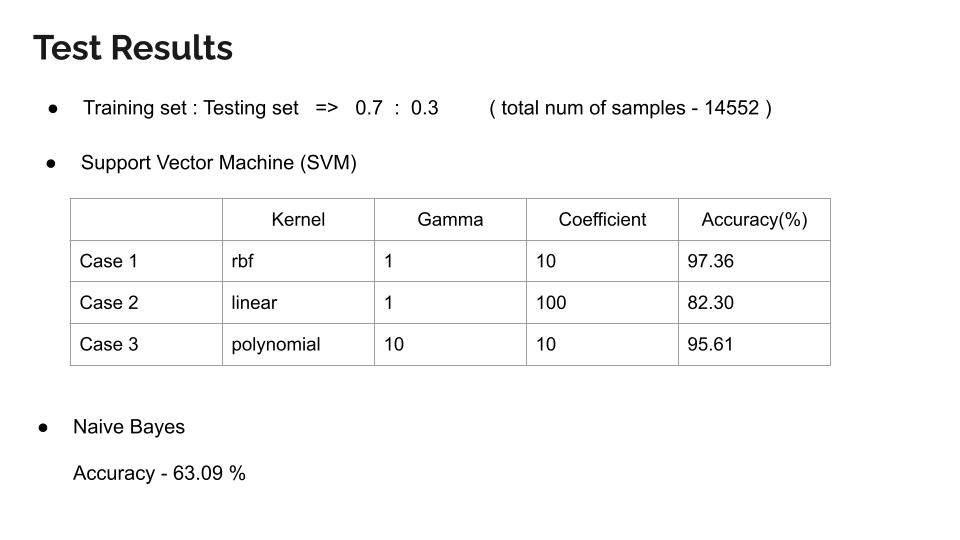 Test Results
● Training set : Testing set => 0.7 : 0.3 ( total num of samples - 14552 )
● Support Vector Machine (SVM)
Kernel Gamma Coefficient Accuracy(%)
Case 1 rbf 1 10 97.36
Case 2 linear 1 100 82.30
Case 3 polynomial 10 10 95.61
● Naive Bayes
Accuracy - 63.09 %